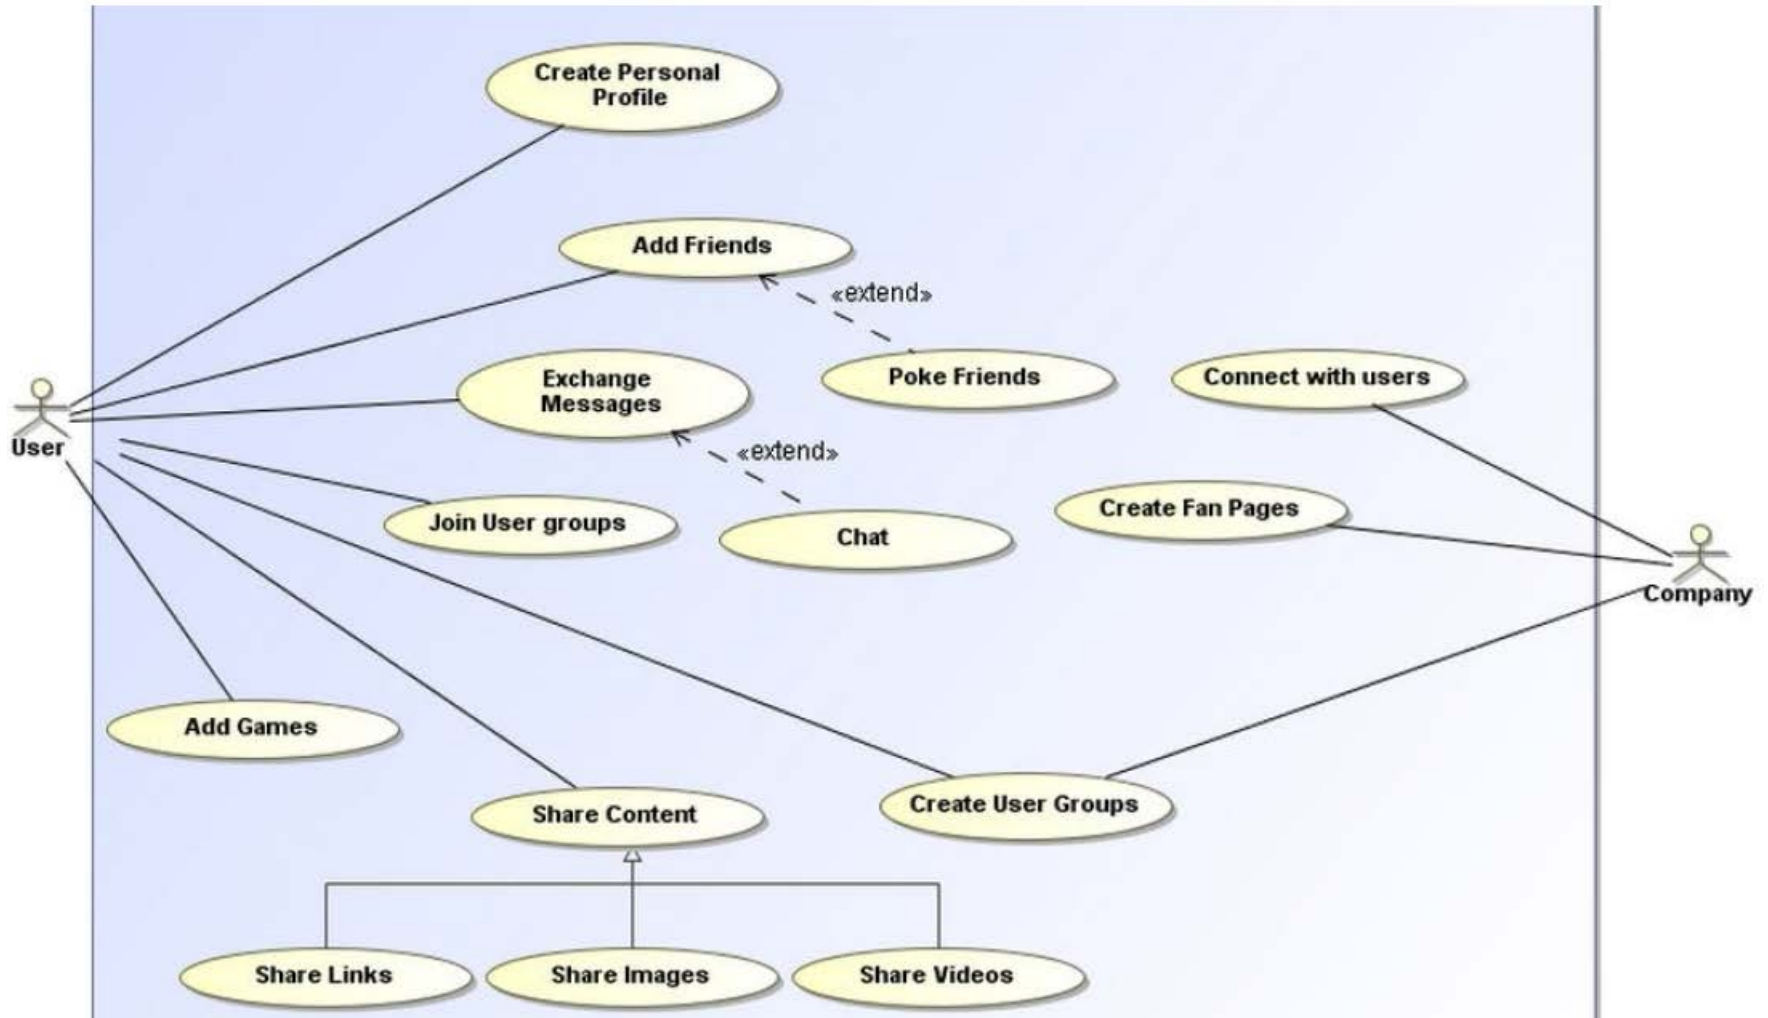 Create Personal
Profile
Add Friends
«extend»
Exchange
Messages
Poke Friends
Connect with users
User
«extend»
Join User groups
Chat
Create Fan Pages
Company
Add Games
Share Content
Create User Groups
Share Links
Share Images
Share Videos